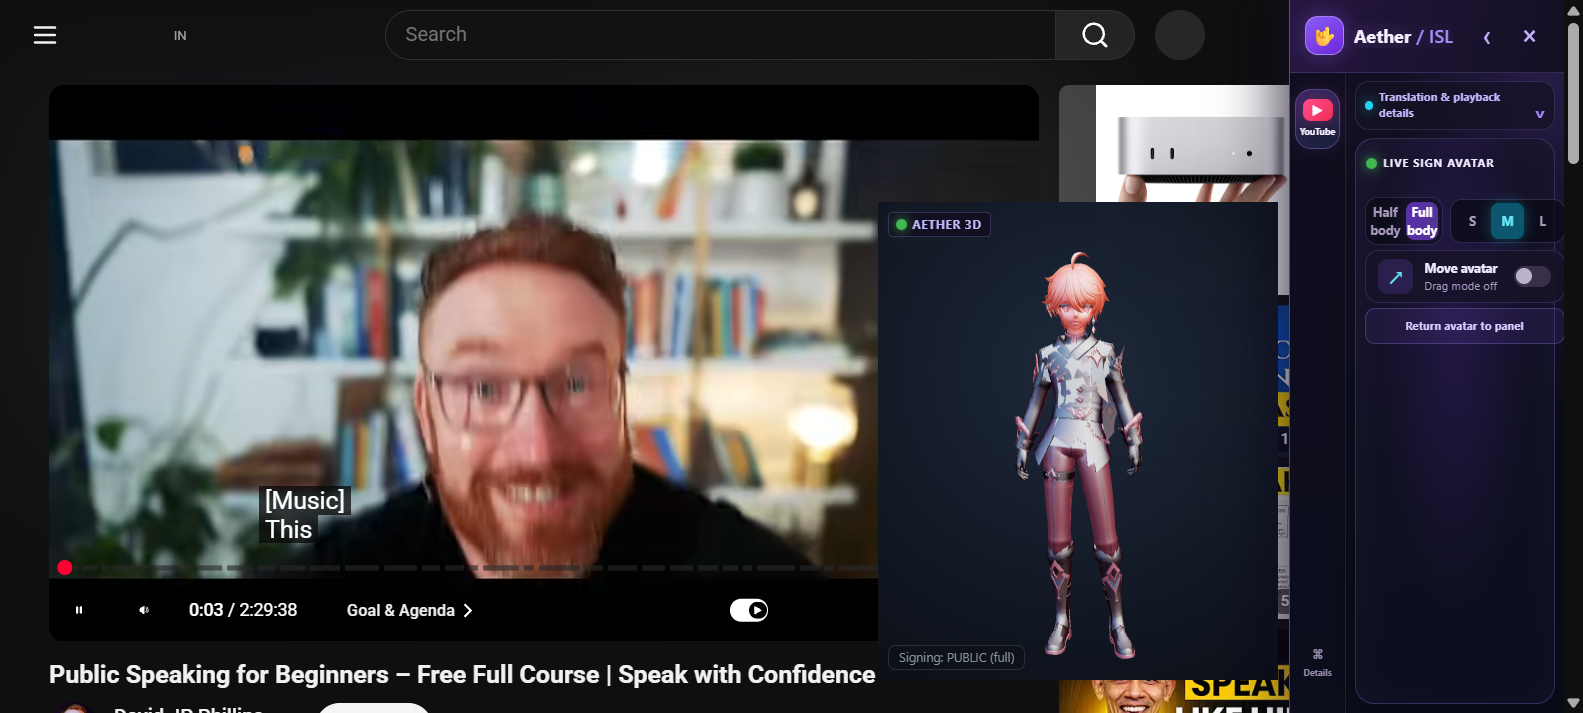 IN
Search
Aether / ISL
YouTube
Translation & playback
details
LIVE SIGN AVATAR
Half
body
Full
body
S
M
L
Move avatar
Drag mode off
Return avatar to panel
AETHER 3D
[Music]
This
0:03 / 2:29:38
Goal & Agenda
Signing: PUBLIC (full)
Details
Public Speaking for Beginners – Free Full Course | Speak with Confidence